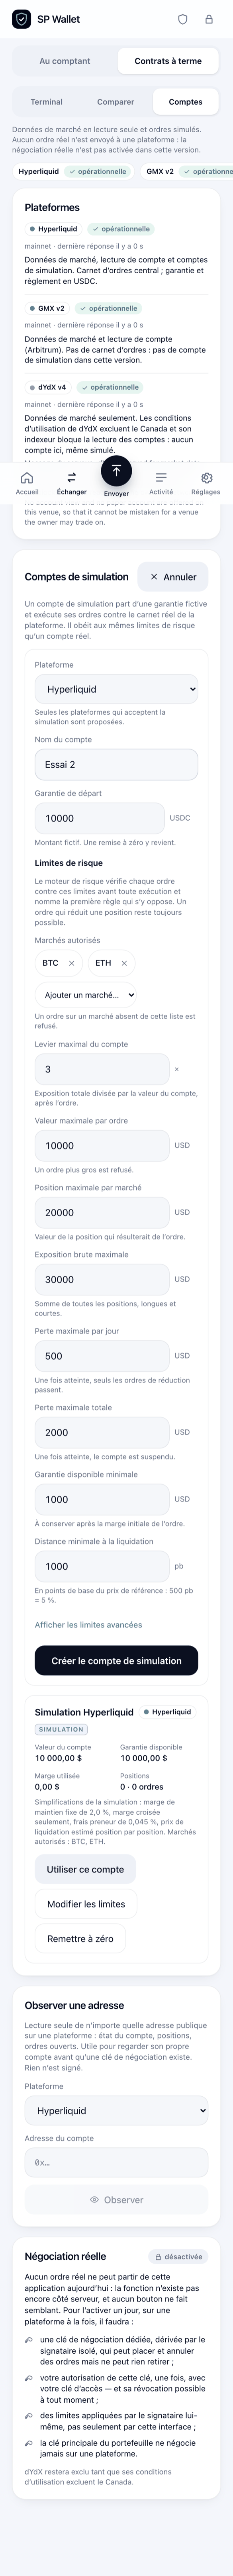 SP Wallet
Au comptant
Contrats à terme
Terminal
Comparer
Comptes
Données de marché en lecture seule et ordres simulés.
Aucun ordre réel n'est envoyé à une plateforme : la
négociation réelle n'est pas activée dans cette version.
Hyperliquid ✓ opérationnelle GMX v2 ✓ opérationne
Plateformes
Hyperliquid ✓ opérationnelle
mainnet · dernière réponse il y a 0 s
Données de marché, lecture de compte et comptes
de simulation. Carnet d'ordres central ; garantie et
règlement en USDC.
GMX v2 ✓ opérationnelle
mainnet · dernière réponse il y a 0 s
Données de marché et lecture de compte
(Arbitrum). Pas de carnet d'ordres : pas de compte
de simulation dans cette version.
dYdX v4 ✓ opérationnelle
mainnet · dernière réponse il y a 0 s
Données de marché seulement. Les conditions
d'utilisation de dYdX excluent le Canada et son
indexeur bloque la lecture des comptes : aucun
compte ici, même simulé.
Accueil
Échanger
Envoyer
Activité
Réglages
this venue, so that it cannot be mistaken for a venue
the owner may trade on.
Comptes de simulation
Annuler
Un compte de simulation part d'une garantie fictive
et exécute ses ordres contre le carnet réel de la
plateforme. Il obéit aux mêmes limites de risque
qu'un compte réel.
Plateforme
Hyperliquid
Seules les plateformes qui acceptent la
simulation sont proposées.
Nom du compte
Essai 2
Garantie de départ
10000 USDC
Montant fictif. Une remise à zéro y revient.
Limites de risque
Le moteur de risque vérifie chaque ordre
contre ces limites avant toute exécution et
nomme la première règle qui s'y oppose. Un
ordre qui réduit une position reste toujours
possible.
Marchés autorisés
BTC × ETH ×
Ajouter un marché...
Un ordre sur un marché absent de cette liste est
refusé.
Levier maximal du compte
3 ×
Exposition totale divisée par la valeur du compte,
après l'ordre.
Valeur maximale par ordre
10000 USD
Un ordre plus gros est refusé.
Position maximale par marché
20000 USD
Valeur de la position qui résulterait de l'ordre.
Exposition brute maximale
30000 USD
Somme de toutes les positions, longues et
courtes.
Perte maximale par jour
500 USD
Une fois atteinte, seuls les ordres de réduction
passent.
Perte maximale totale
2000 USD
Une fois atteinte, le compte est suspendu.
Garantie disponible minimale
1000 USD
À conserver après la marge initiale de l'ordre.
Distance minimale à la liquidation
1000 pb
En points de base du prix de référence : 500 pb
= 5 %.
Afficher les limites avancées
Créer le compte de simulation
Simulation Hyperliquid Hyperliquid
SIMULATION
Valeur du compte Garantie disponible
10 000,00 $ 10 000,00 $
Marge utilisée Positions
0,00 $ 0 · 0 ordres
Simplifications de la simulation : marge de
maintien fixe de 2,0 %, marge croisée
seulement, frais preneur de 0,045 %, prix de
liquidation estimé position par position. Marchés
autorisés : BTC, ETH.
Utiliser ce compte
Modifier les limites
Remettre à zéro
Observer une adresse
Lecture seule de n'importe quelle adresse publique
sur une plateforme : état du compte, positions,
ordres ouverts. Utile pour regarder son propre
compte avant qu'une clé de négociation existe.
Rien n'est signé.
Plateforme
Hyperliquid
Adresse du compte
0x…
Observer
Négociation réelle
désactivée
Aucun ordre réel ne peut partir de cette
application aujourd'hui : la fonction n'existe pas
encore côté serveur, et aucun bouton ne fait
semblant. Pour l'activer un jour, sur une
plateforme à la fois, il faudra :
une clé de négociation dédiée, dérivée par le
signataire isolé, qui peut placer et annuler
des ordres mais ne peut rien retirer ;
votre autorisation de cette clé, une fois, avec
votre clé d'accès — et sa révocation possible
à tout moment ;
des limites appliquées par le signataire lui-
même, pas seulement par cette interface ;
la clé principale du portefeuille ne négocie
jamais sur une plateforme.
dYdX restera exclu tant que ses conditions
d'utilisation excluent le Canada.